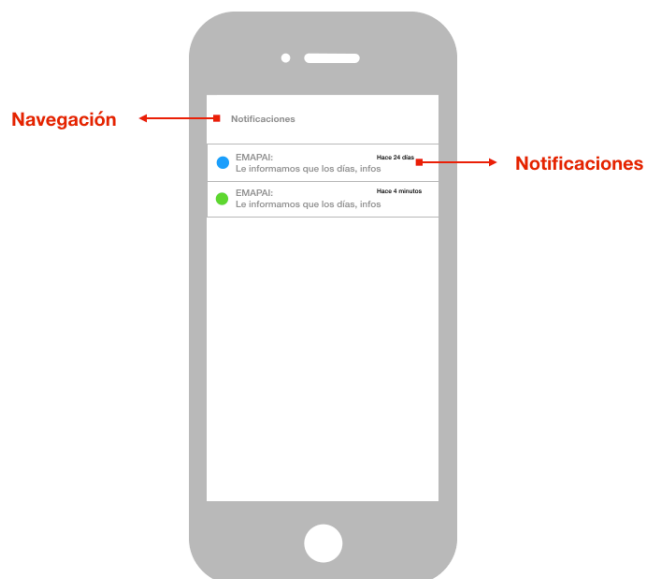 Navegación
Notificaciones
EMAPAI:
Hace 24 días
Le informamos que los días, infos
Notificaciones
EMAPAI:
Hace 4 minutos
Le informamos que los días, infos